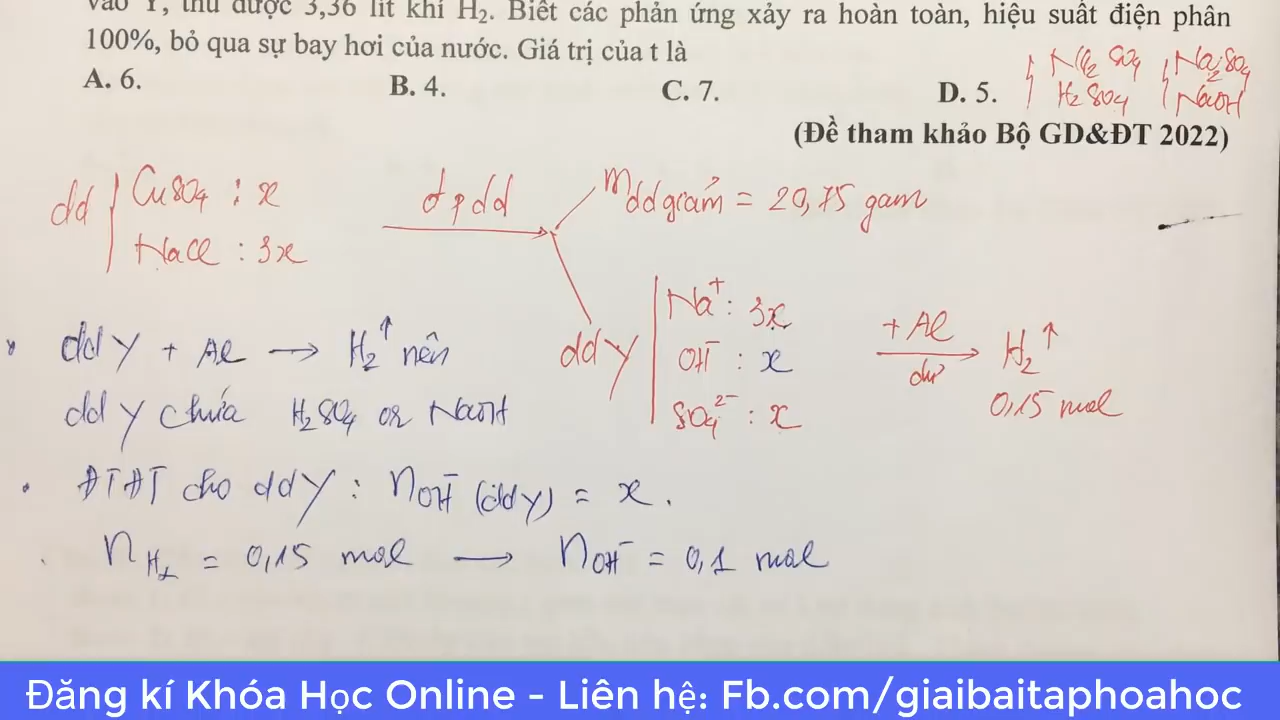 vào Y, thu được 3,36 lít khí H₂. Biết các phản ứng xảy ra hoàn toàn, hiệu suất điện phân
100%, bỏ qua sự bay hơi của nước. Giá trị của t là
A. 6. B. 4. C. 7. D. 5.
Na₂SO₄ Na₂SO₄
H₂SO₄ NaOH
(Đề tham khảo Bộ GD&ĐT 2022)
dd CuSO₄ : x
NaCl : 3x
đpdd
m dd giảm = 20,75 gam
dd Y
Na⁺ : 3x
OH⁻ : x
SO₄²⁻ : x
+ Al
dư
H₂↑
0,15 mol
dd Y + Al → H₂↑ nên
dd Y chứa H₂SO₄ or NaOH
ĐTĐT cho dd Y : nOH⁻ (dd Y) = x.
nH₂ = 0,15 mol → nOH⁻ = 0,1 mol
Đăng kí Khóa Học Online - Liên hệ: Fb.com/giaibaitaphoahoc